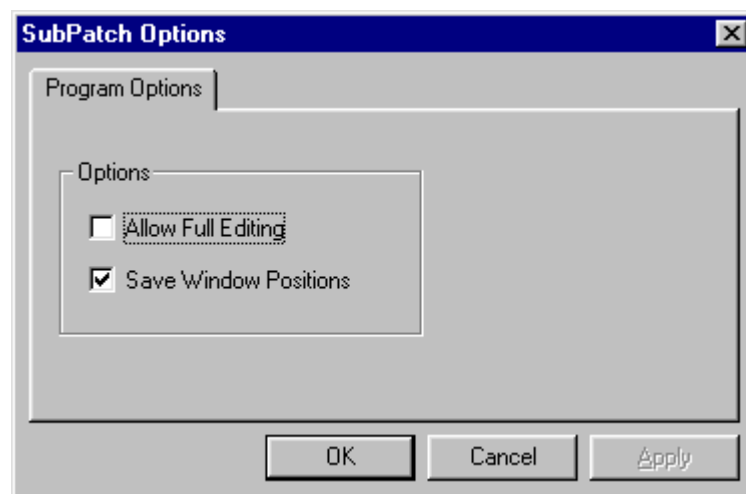 SubPatch Options
Program Options
Options
Allow Full Editing
Save Window Positions
OK Cancel Apply